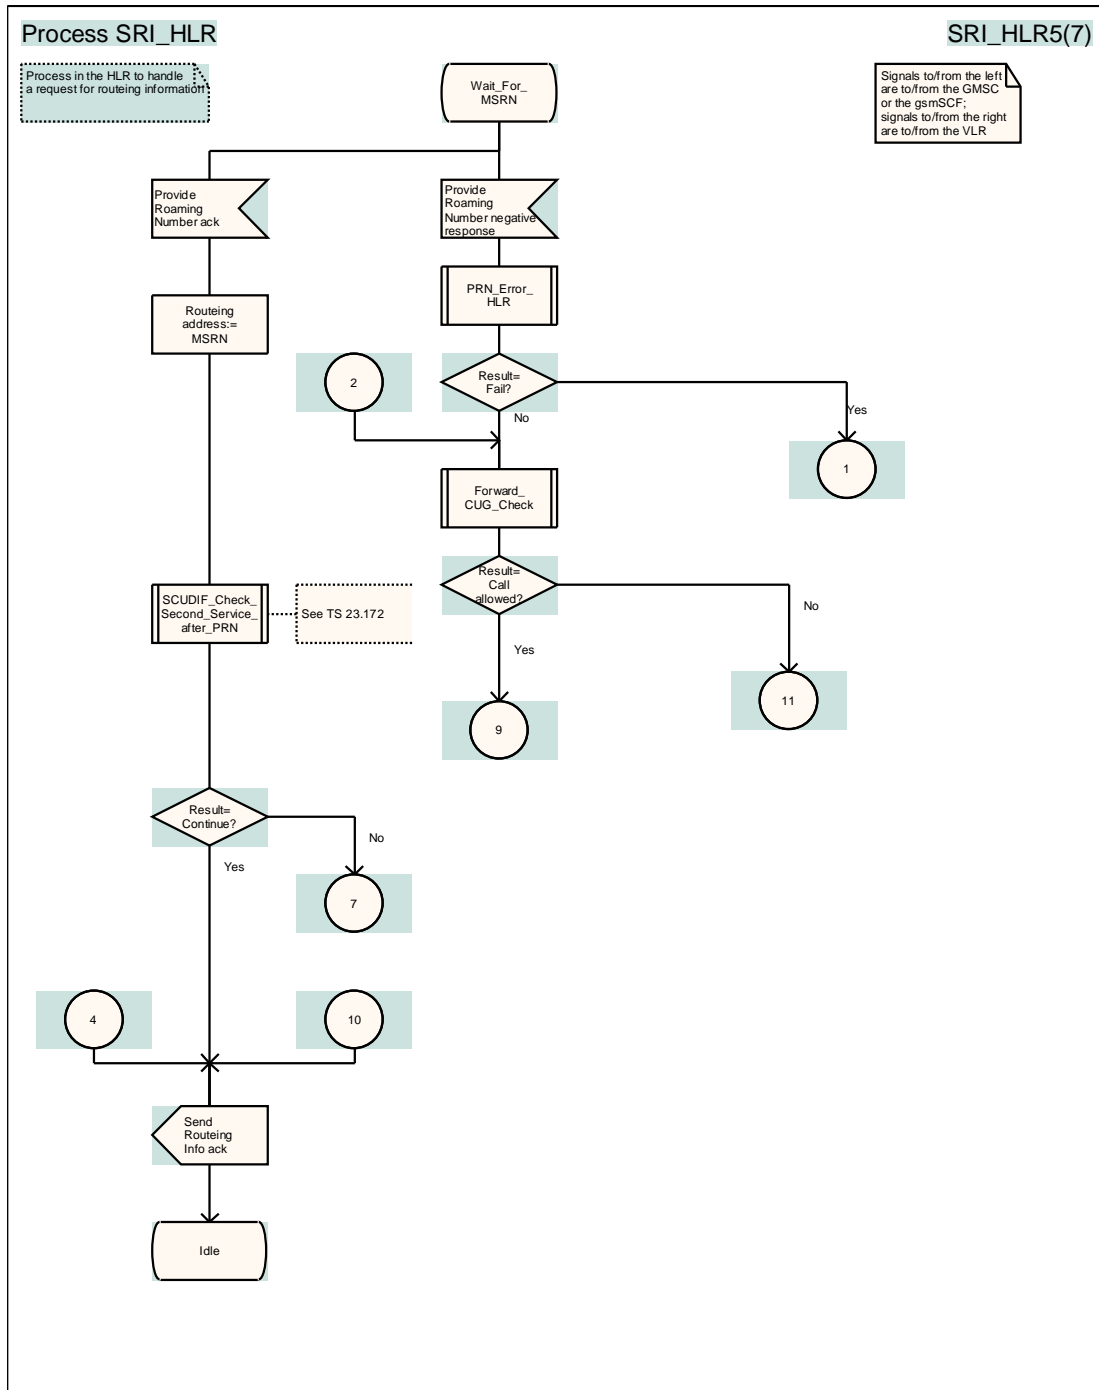 Process SRI_HLR
SRI_HLR5(7)
Process in the HLR to handle
a request for routeing information
Wait_For_
MSRN
Signals to/from the left
are to/from the GMSC
or the gsmSCF;
signals to/from the right
are to/from the VLR
Provide
Roaming
Number ack
Provide
Roaming
Number negative
response
PRN_Error_
HLR
Routeing
address:=
MSRN
2
Result=
Fail?
Yes
No
1
Forward_
CUG_Check
Result=
Call
allowed?
SCUDIF_Check_
Second_Service_
after_PRN
See TS 23.172
No
Yes
11
9
Result=
Continue?
No
Yes
7
4
10
Send
Routeing
Info ack
Idle